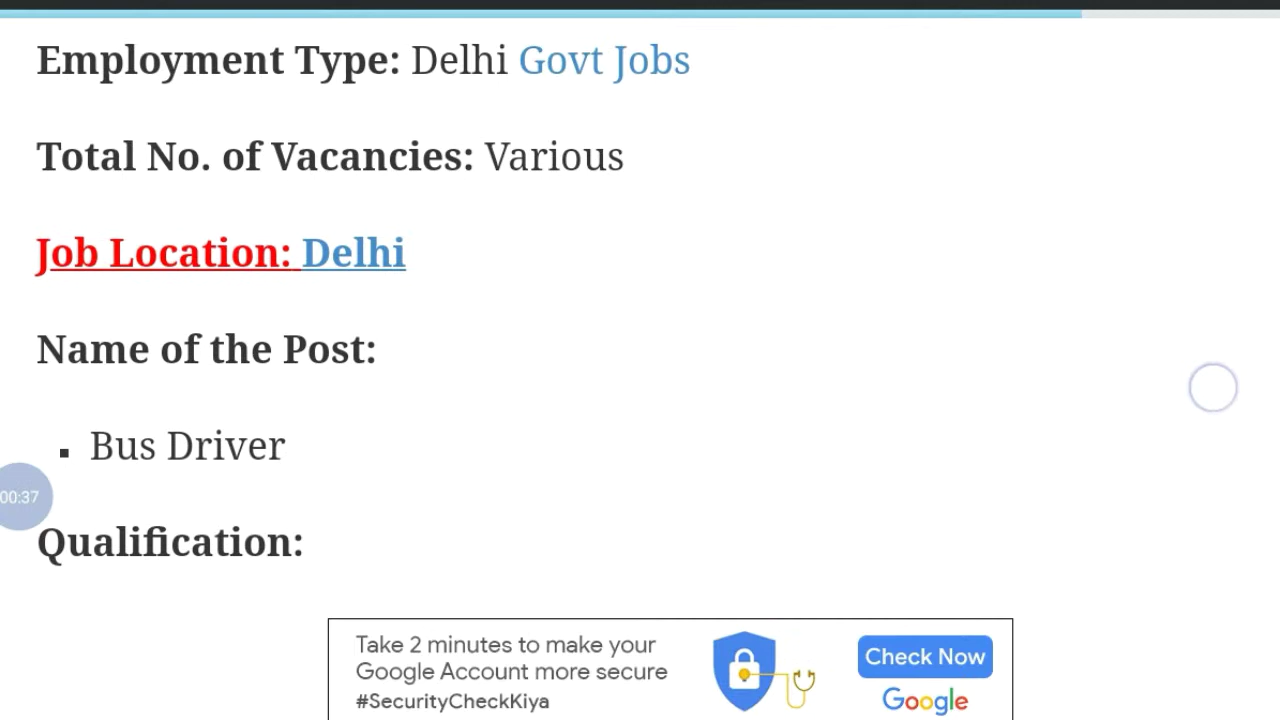 Employment Type: Delhi Govt Jobs
Total No. of Vacancies: Various
Job Location: Delhi
Name of the Post:
▪ Bus Driver
00:37
Qualification:
Take 2 minutes to make your
Google Account more secure
#SecurityCheckKiya
Check Now
Google